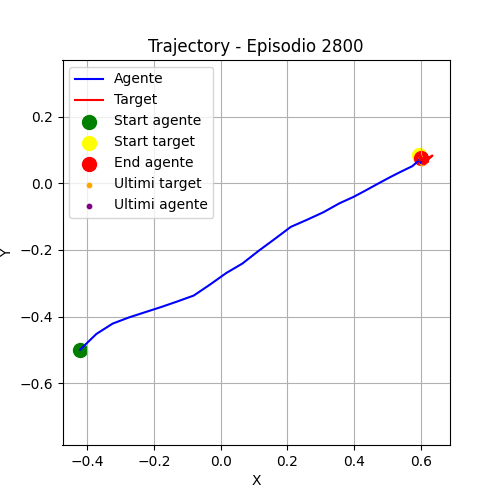 Trajectory - Episodio 2800
Agente
Target
Start agente
Start target
End agente
Ultimi target
Ultimi agente
0.2
0.0
−0.2
−0.4
−0.6
Y
−0.4
−0.2
0.0
0.2
0.4
0.6
X